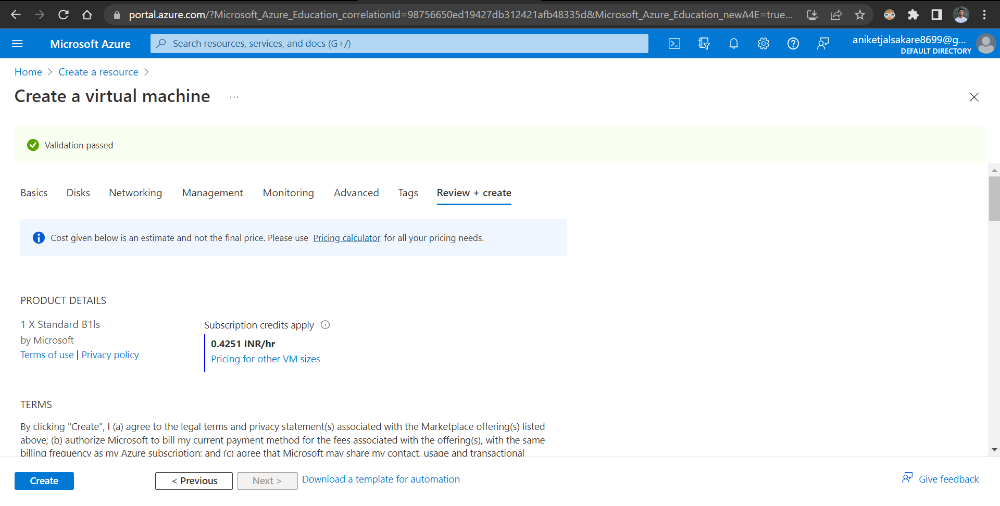 portal.azure.com/?Microsoft_Azure_Education_correlationId=98756650ed19427db312421afb48335d&Microsoft_Azure_Education_newA4E=true...
Microsoft Azure
Search resources, services, and docs (G+/)
aniketjalsakare8699@g...
DEFAULT DIRECTORY
Home > Create a resource >
Create a virtual machine ...
Validation passed
Basics Disks Networking Management Monitoring Advanced Tags Review + create
Cost given below is an estimate and not the final price. Please use Pricing calculator for all your pricing needs.
PRODUCT DETAILS
1 X Standard B1ls
by Microsoft
Terms of use | Privacy policy
Subscription credits apply
0.4251 INR/hr
Pricing for other VM sizes
TERMS
By clicking "Create", I (a) agree to the legal terms and privacy statement(s) associated with the Marketplace offering(s) listed
above; (b) authorize Microsoft to bill my current payment method for the fees associated with the offering(s), with the same
billing frequency as my Azure subscription; and (c) agree that Microsoft may share my contact, usage and transactional
Create < Previous Next > Download a template for automation Give feedback